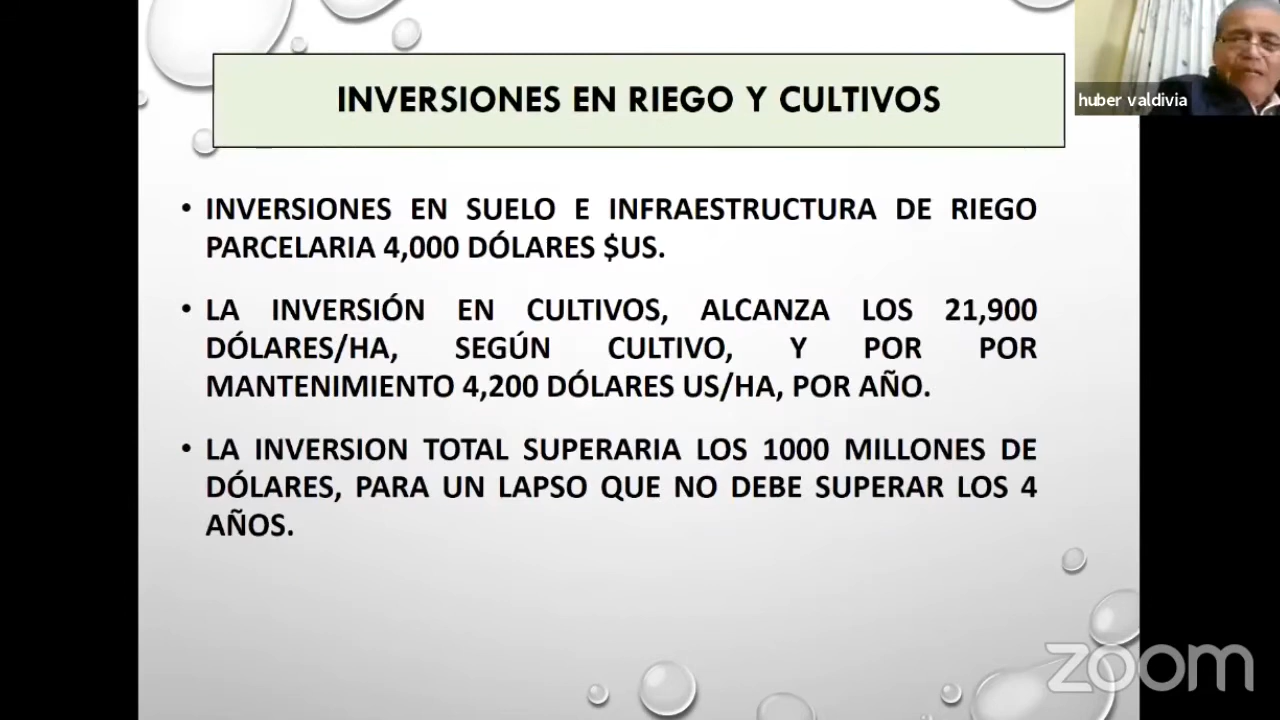 INVERSIONES EN RIEGO Y CULTIVOS
huber valdivia
• INVERSIONES EN SUELO E INFRAESTRUCTURA DE RIEGO
PARCELARIA 4,000 DÓLARES $US.
• LA INVERSIÓN EN CULTIVOS, ALCANZA LOS 21,900
DÓLARES/HA, SEGÚN CULTIVO, Y POR POR
MANTENIMIENTO 4,200 DÓLARES US/HA, POR AÑO.
• LA INVERSION TOTAL SUPERARIA LOS 1000 MILLONES DE
DÓLARES, PARA UN LAPSO QUE NO DEBE SUPERAR LOS 4
AÑOS.
zoom